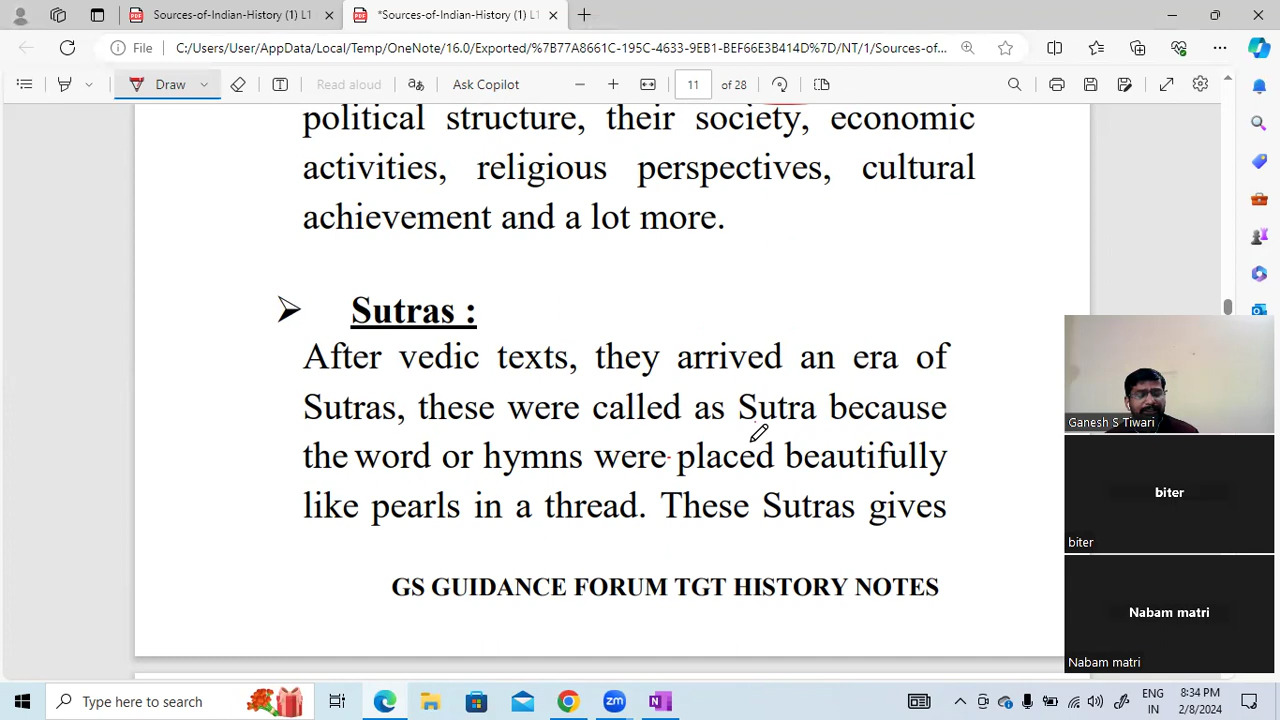 Sources-of-Indian-History (1) L1
*Sources-of-Indian-History (1) L1
File
C:/Users/User/AppData/Local/Temp/OneNote/16.0/Exported/%7B77A8661C-195C-4633-9EB1-BEF66E3B414D%7D/NT/1/Sources-of...
Draw
Read aloud
Ask Copilot
11 of 28
political structure, their society, economic
activities, religious perspectives, cultural
achievement and a lot more.
Sutras :
After vedic texts, they arrived an era of
Sutras, these were called as Sutra because
the word or hymns were placed beautifully
like pearls in a thread. These Sutras gives
GS GUIDANCE FORUM TGT HISTORY NOTES
Ganesh S Tiwari
biter
biter
Nabam matri
Nabam matri
Type here to search
zm
ENG
IN
8:34 PM
2/8/2024